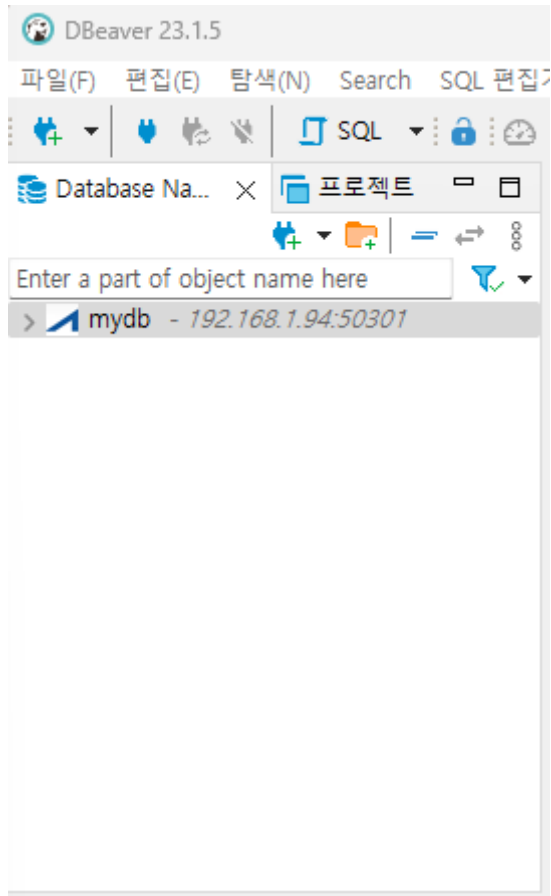 DBeaver 23.1.5
파일(F) 편집(E) 탐색(N) Search SQL 편집기
SQL
Database Na... 프로젝트
Enter a part of object name here
mydb - 192.168.1.94:50301